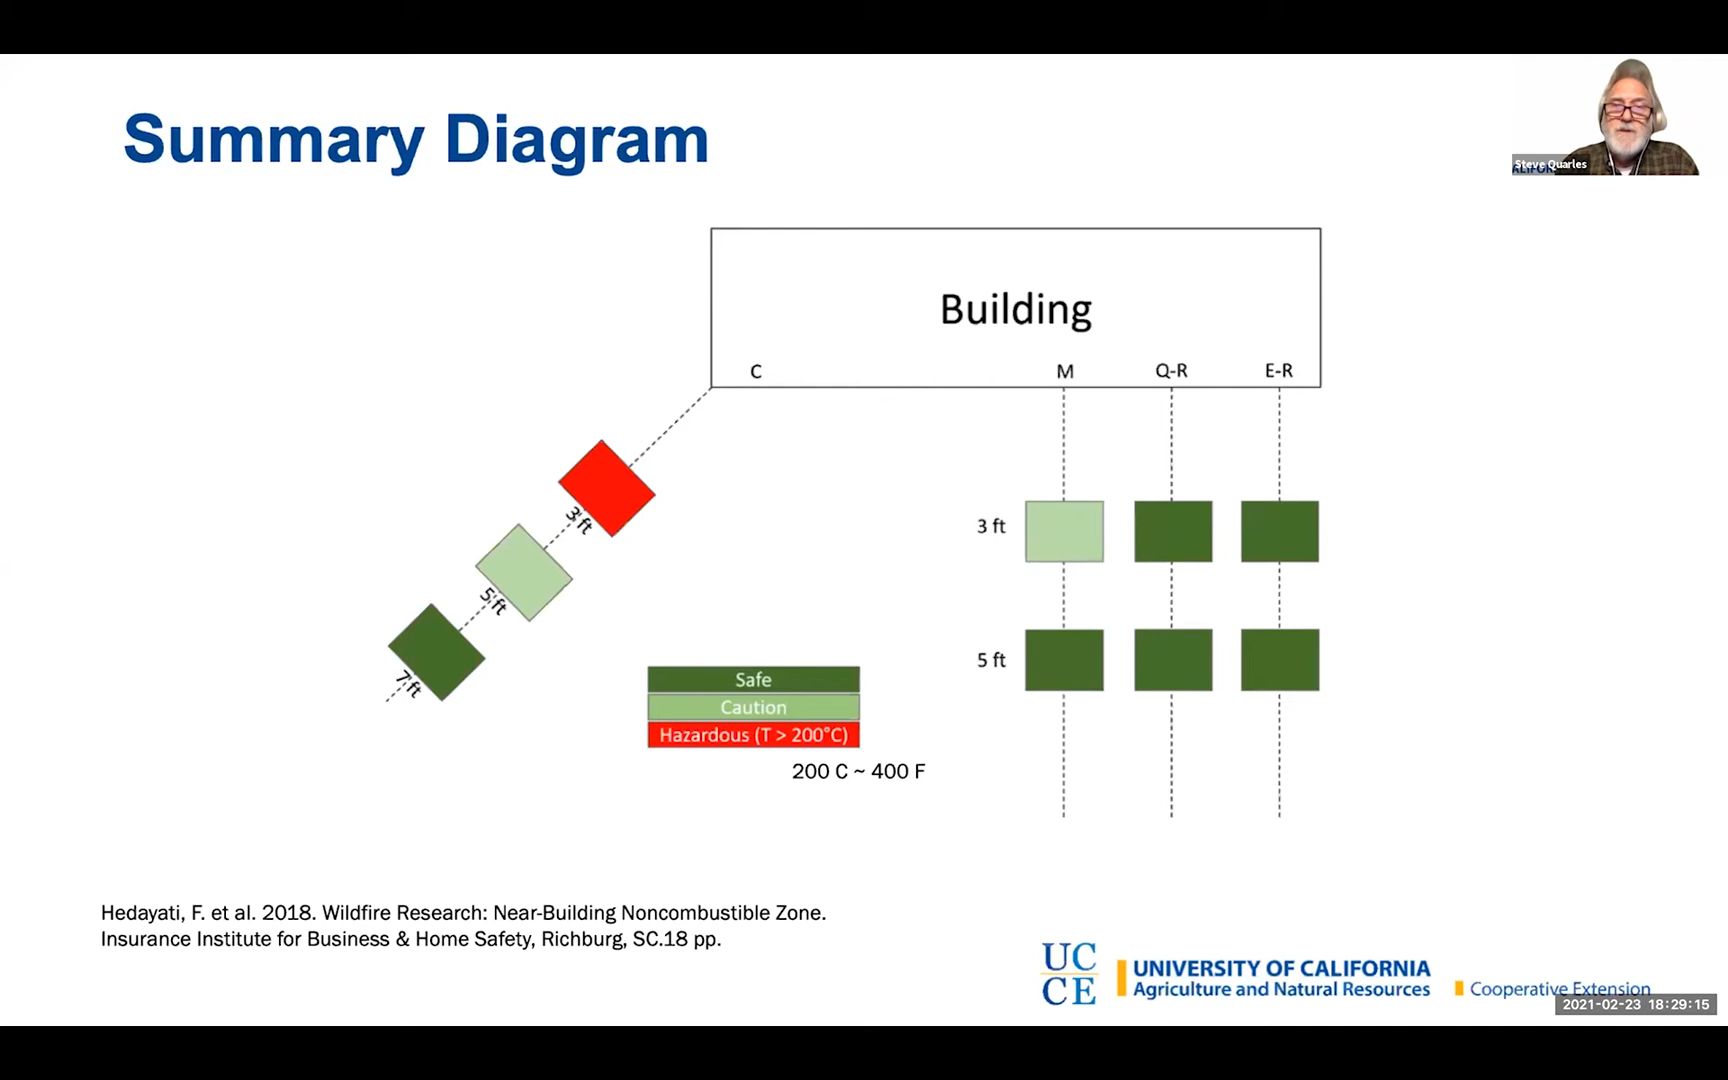 Summary Diagram
Steve Quarles
Building
C
M
Q-R
E-R
3 ft
5 ft
7 ft
3 ft
5 ft
Safe
Caution
Hazardous (T > 200°C)
200 C ~ 400 F
Hedayati, F. et al. 2018. Wildfire Research: Near-Building Noncombustible Zone.
Insurance Institute for Business & Home Safety, Richburg, SC.18 pp.
UC
CE
UNIVERSITY OF CALIFORNIA
Agriculture and Natural Resources
Cooperative Extension
2021-02-23 18:29:15